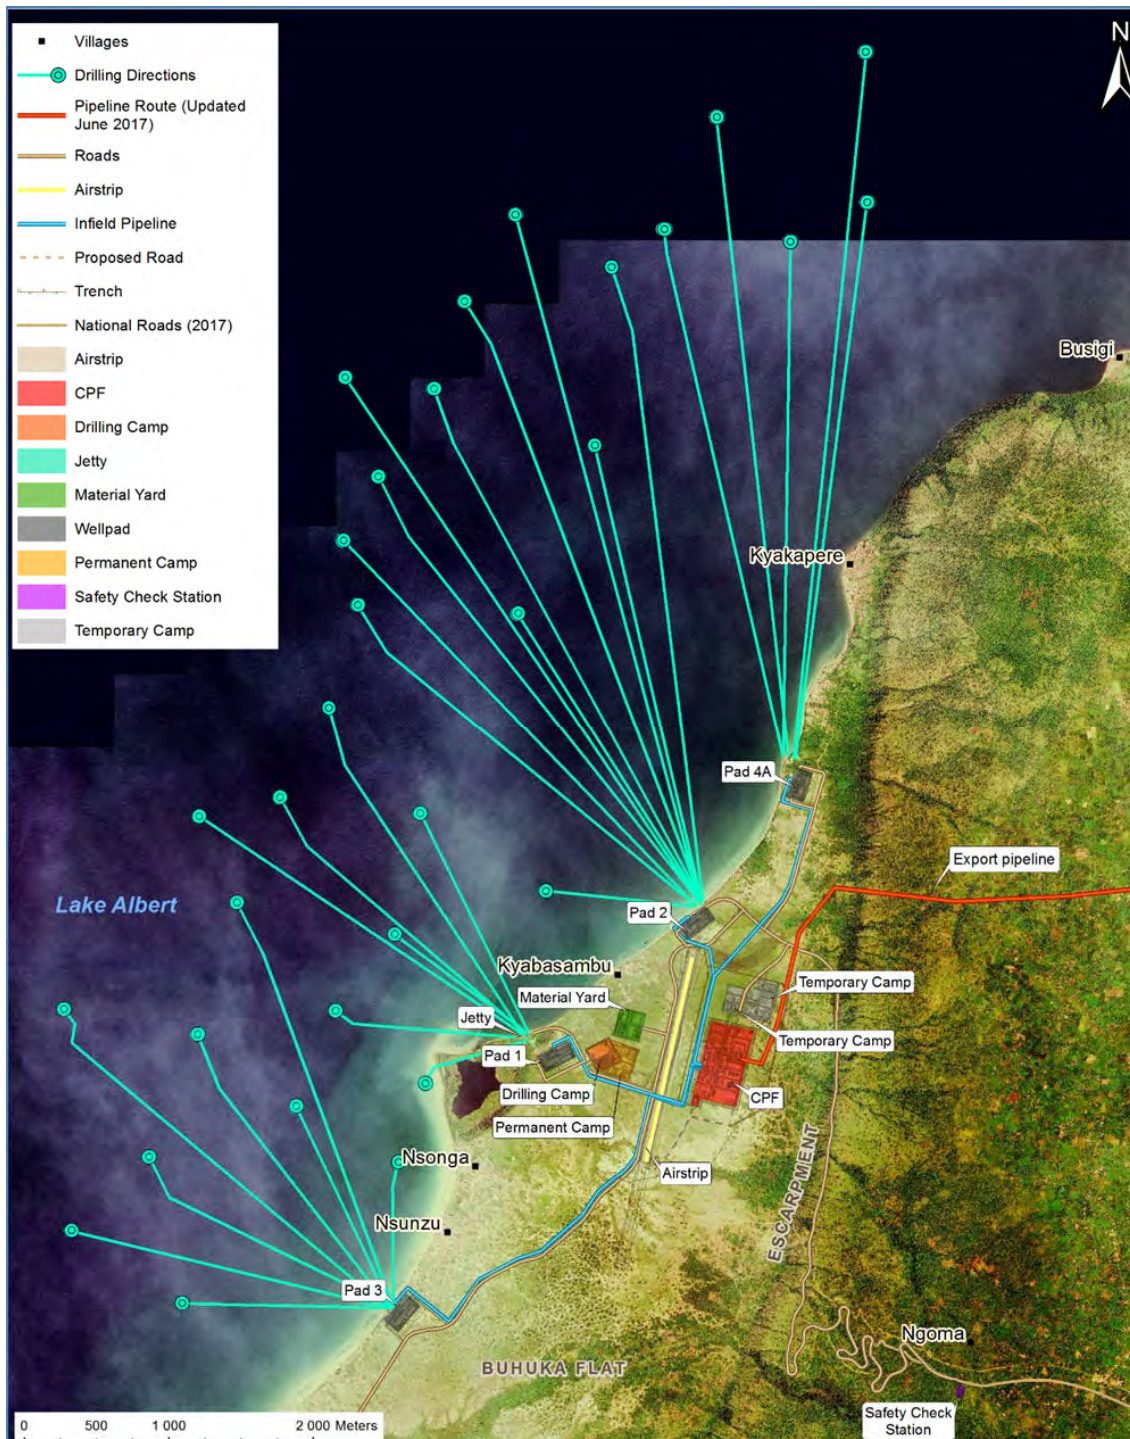 N
Villages
Drilling Directions
Pipeline Route (Updated
June 2017)
Roads
Airstrip
Infield Pipeline
Proposed Road
Trench
National Roads (2017)
Airstrip
CPF
Drilling Camp
Jetty
Material Yard
Wellpad
Permanent Camp
Safety Check Station
Temporary Camp
Busigi
Kyakapere
Pad 4A
Export pipeline
Lake Albert
Pad 2
Kyabasambu
Temporary Camp
Material Yard
Jetty
Temporary Camp
Pad 1
Drilling Camp
CPF
Permanent Camp
Nsonga
Airstrip
ESCARPMENT
Nsunzu
Pad 3
Ngoma
BUHUKA FLAT
Safety Check
Station
0 500 1 000 2 000 Meters